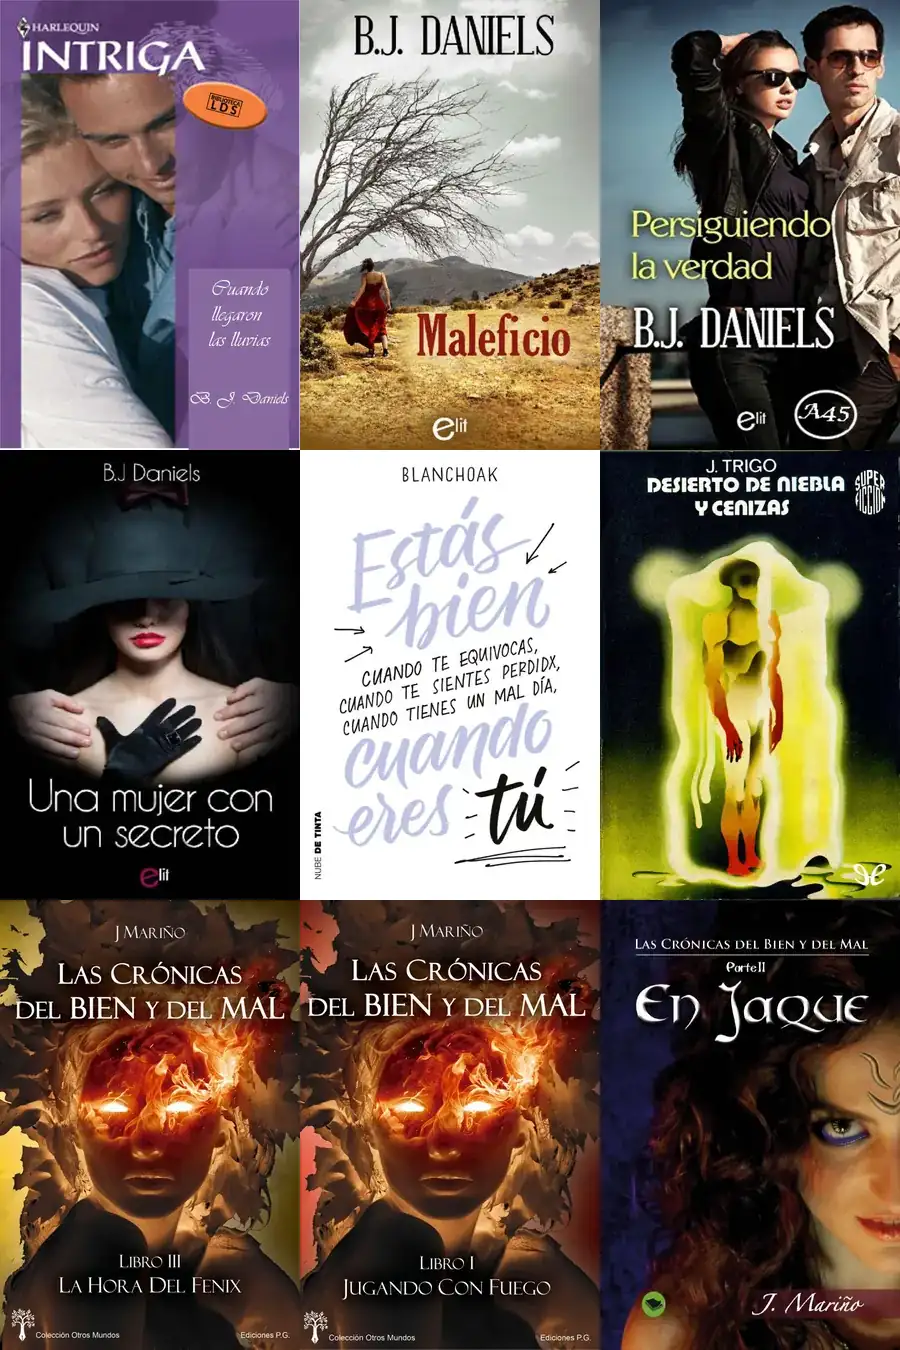 HARLEQUIN
INTRIGA
BIBLIOTECA
LDS
Cuando
llegaron
las lluvias
B. J. Daniels
B.J. DANIELS
Maleficio
elit
Persiguiendo
la verdad
B.J. DANIELS
elit
A45
B.J Daniels
Una mujer con
un secreto
elit
BLANCHOAK
Estás
bien
CUANDO TE EQUIVOCAS,
CUANDO TE SIENTES PERDIDX,
CUANDO TIENES UN MAL DÍA,
cuando
eres tú
NUBE DE TINTA
J. TRIGO
DESIERTO DE NIEBLA
Y CENIZAS
SUPER
FICCION
J MARIÑO
LAS CRÓNICAS
DEL BIEN Y DEL MAL
LIBRO III
LA HORA DEL FENIX
Colección Otros Mundos
Ediciones P.G.
J MARIÑO
LAS CRÓNICAS
DEL BIEN Y DEL MAL
LIBRO I
JUGANDO CON FUEGO
Colección Otros Mundos
Ediciones P.G.
LAS CRÓNICAS DEL BIEN Y DEL MAL
Parte II
EN JAQUE
J. Mariño